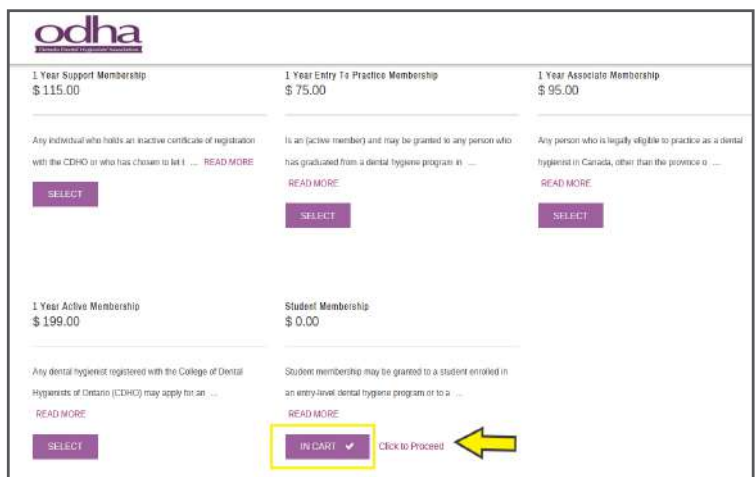 odha
Ontario Dental Hygienists' Association
1 Year Support Membership
$ 115.00
Any individual who holds an inactive certificate of registration
with the CDHO or who has chosen to let t ... READ MORE
SELECT
1 Year Entry To Practice Membership
$ 75.00
Is an (active member) and may be granted to any person who
has graduated from a dental hygiene program in ...
READ MORE
SELECT
1 Year Associate Membership
$ 95.00
Any person who is legally eligible to practice as a dental
hygienist in Canada, other than the province o ...
READ MORE
SELECT
1 Year Active Membership
$ 199.00
Any dental hygienist registered with the College of Dental
Hygienists of Ontario (CDHO) may apply for an ...
READ MORE
SELECT
Student Membership
$ 0.00
Student membership may be granted to a student enrolled in
an entry-level dental hygiene program or to a ...
READ MORE
IN CART ✔ Click to Proceed